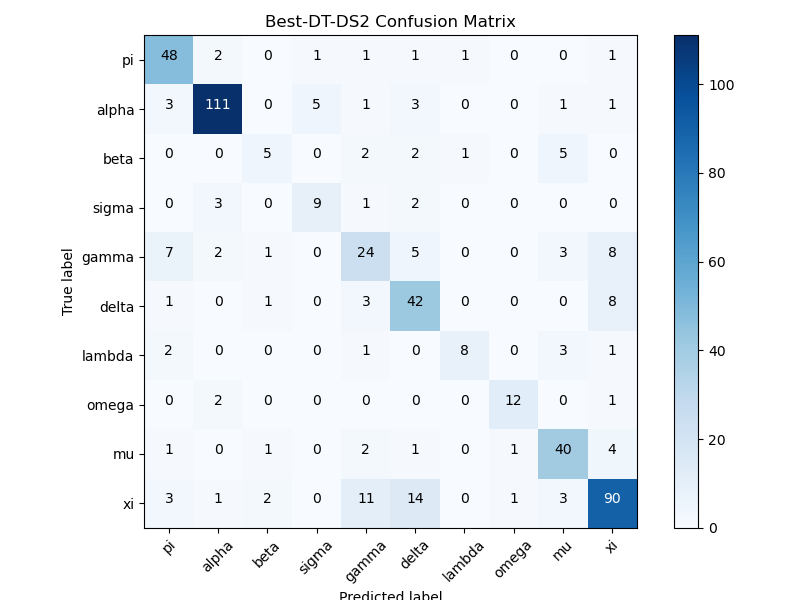 Best-DT-DS2 Confusion Matrix
pi 48 2 0 1 1 1 1 0 0 1
alpha 3 111 0 5 1 3 0 0 1 1
beta 0 0 5 0 2 2 1 0 5 0
sigma 0 3 0 9 1 2 0 0 0 0
gamma 7 2 1 0 24 5 0 0 3 8
delta 1 0 1 0 3 42 0 0 0 8
lambda 2 0 0 0 1 0 8 0 3 1
omega 0 2 0 0 0 0 0 12 0 1
mu 1 0 1 0 2 1 0 1 40 4
xi 3 1 2 0 11 14 0 1 3 90
pi alpha beta sigma gamma delta lambda omega mu xi
Predicted label
True label
100
80
60
40
20
0